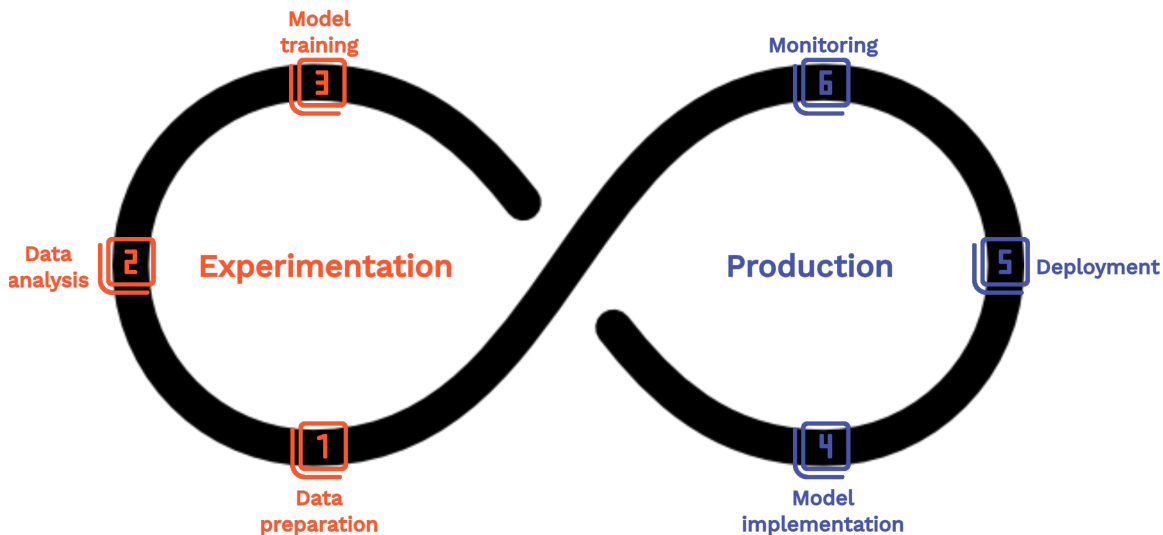 Model
training
3
Monitoring
6
Data
analysis
2
Experimentation
Production
5
Deployment
1
Data
preparation
4
Model
implementation